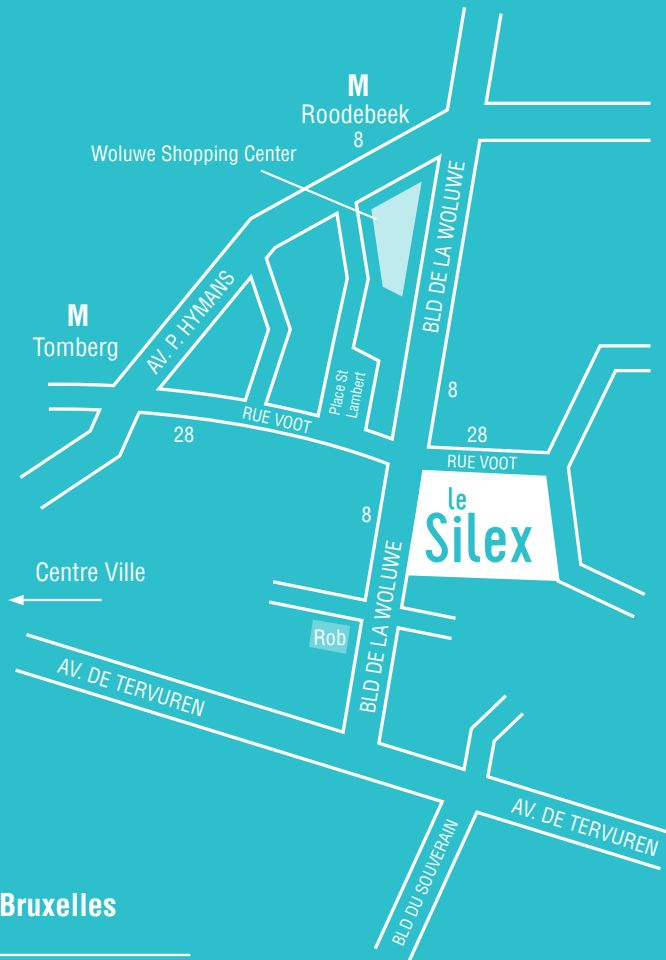 M
Roodebeek
8
Woluwe Shopping Center
BLD DE LA WOLUWE
M
Tomberg
AV. P. HYMANS
Place St
Lambert
8
RUE VOOT
28
28
RUE VOOT
le
Silex
8
BLD DE LA WOLUWE
Centre Ville
Rob
AV. DE TERVUREN
AV. DE TERVUREN
BLD DU SOUVERAIN
Bruxelles